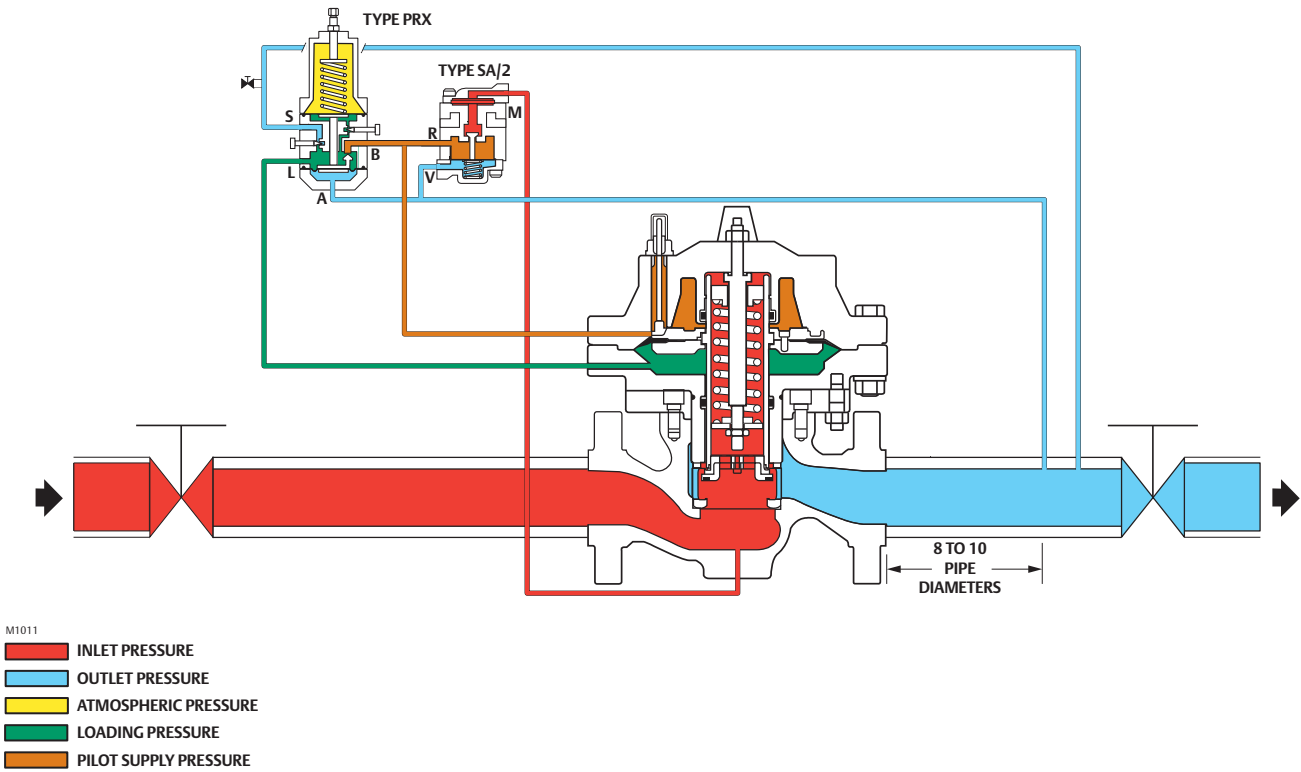 TYPE PRX
TYPE SA/2
S
M
R
B
L
V
A
8 TO 10
PIPE
DIAMETERS
M1011
INLET PRESSURE
OUTLET PRESSURE
ATMOSPHERIC PRESSURE
LOADING PRESSURE
PILOT SUPPLY PRESSURE